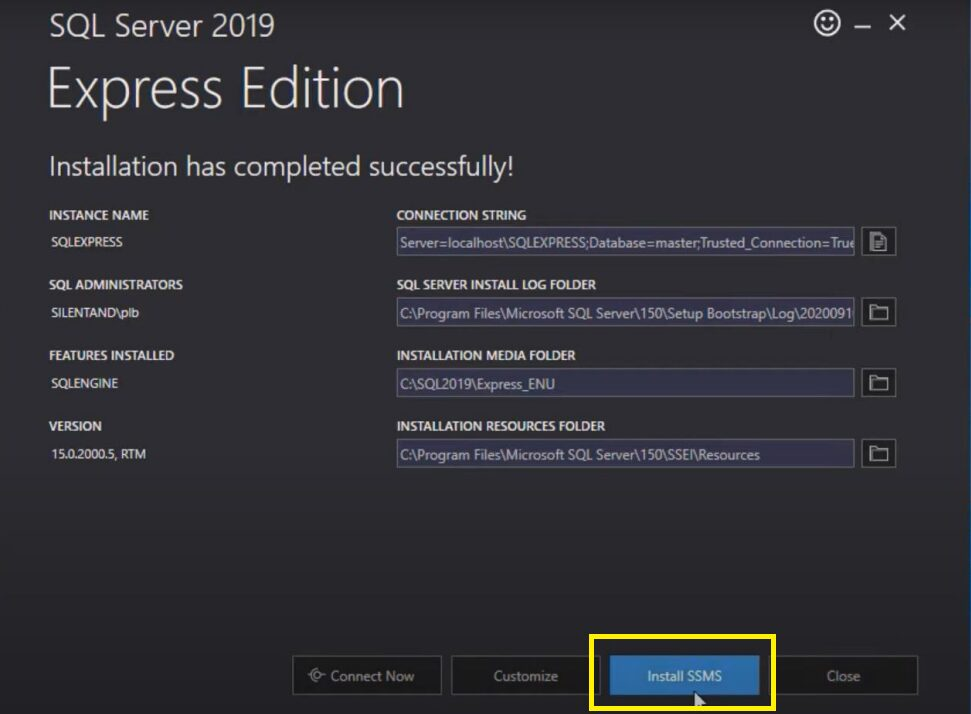 SQL Server 2019
Express Edition
Installation has completed successfully!
INSTANCE NAME
SQLEXPRESS
CONNECTION STRING
Server=localhost\SQLEXPRESS;Database=master;Trusted_Connection=True
SQL ADMINISTRATORS
SILENTAND\plb
SQL SERVER INSTALL LOG FOLDER
C:\Program Files\Microsoft SQL Server\150\Setup Bootstrap\Log\2020091
FEATURES INSTALLED
SQLENGINE
INSTALLATION MEDIA FOLDER
C:\SQL2019\Express_ENU
VERSION
15.0.2000.5, RTM
INSTALLATION RESOURCES FOLDER
C:\Program Files\Microsoft SQL Server\150\SSEI\Resources
Connect Now
Customize
Install SSMS
Close